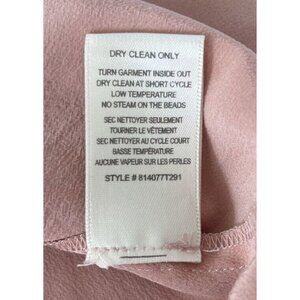 DRY CLEAN ONLY
TURN GARMENT INSIDE OUT
DRY CLEAN AT SHORT CYCLE
LOW TEMPERATURE
NO STEAM ON THE BEADS
SEC NETTOYER SEULEMENT
TOURNER LE VÊTEMENT
SEC NETTOYER AU CYCLE COURT
BASSE TEMPÉRATURE
AUCUNE VAPEUR SUR LES PERLES
STYLE # 814077T291